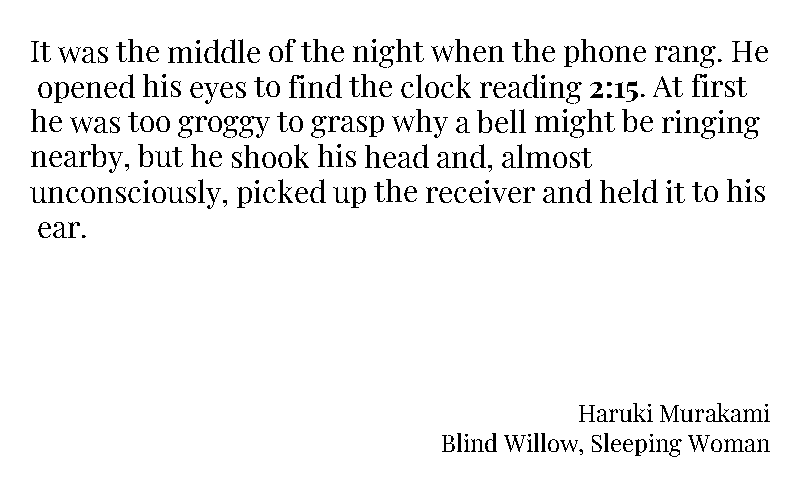 It was the middle of the night when the phone rang. He
opened his eyes to find the clock reading 2:15. At first
he was too groggy to grasp why a bell might be ringing
nearby, but he shook his head and, almost
unconsciously, picked up the receiver and held it to his
ear.
Haruki Murakami
Blind Willow, Sleeping Woman